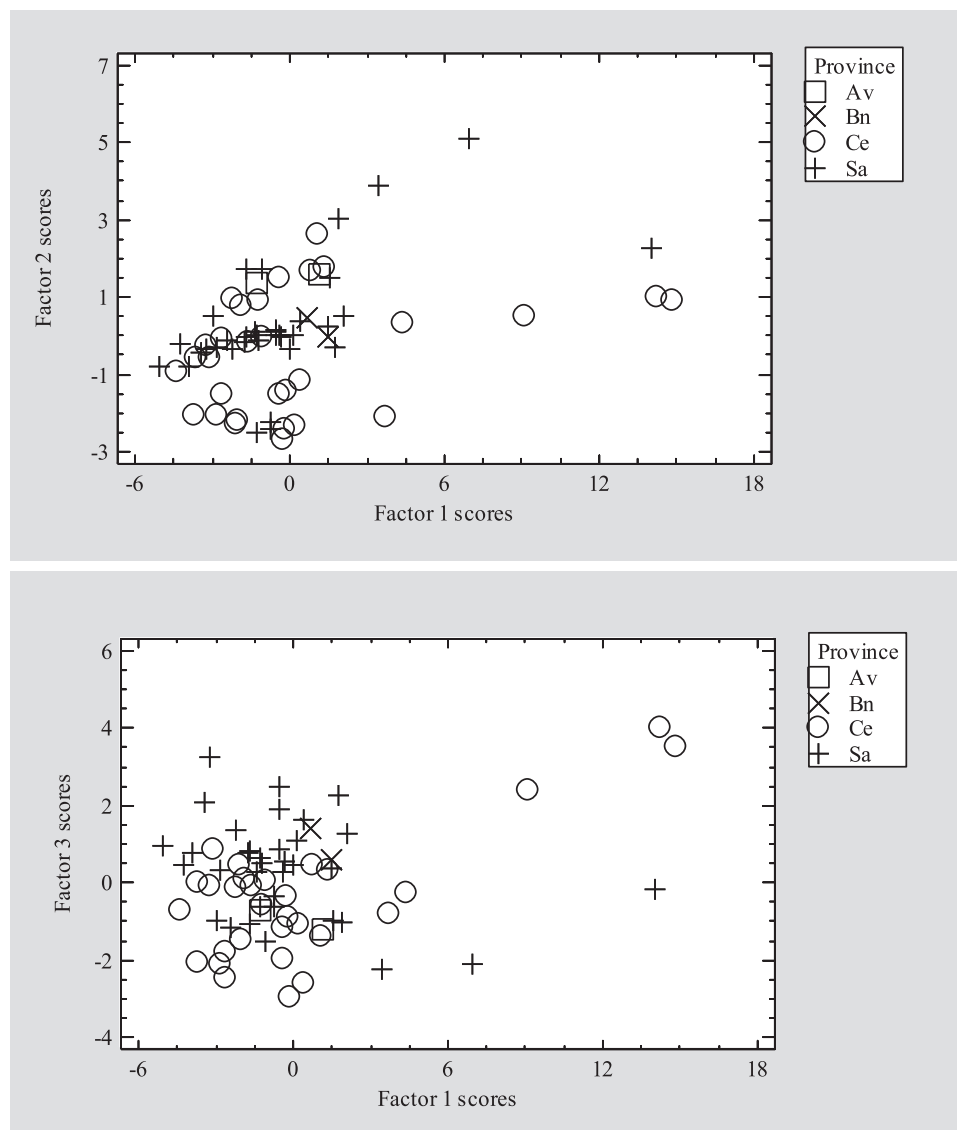 7
5
3
1
-1
-3
Factor 2 scores
-6 0 6 12 18
Factor 1 scores
Province
Av
Bn
Ce
Sa
6
4
2
0
-2
-4
Factor 3 scores
-6 0 6 12 18
Factor 1 scores
Province
Av
Bn
Ce
Sa